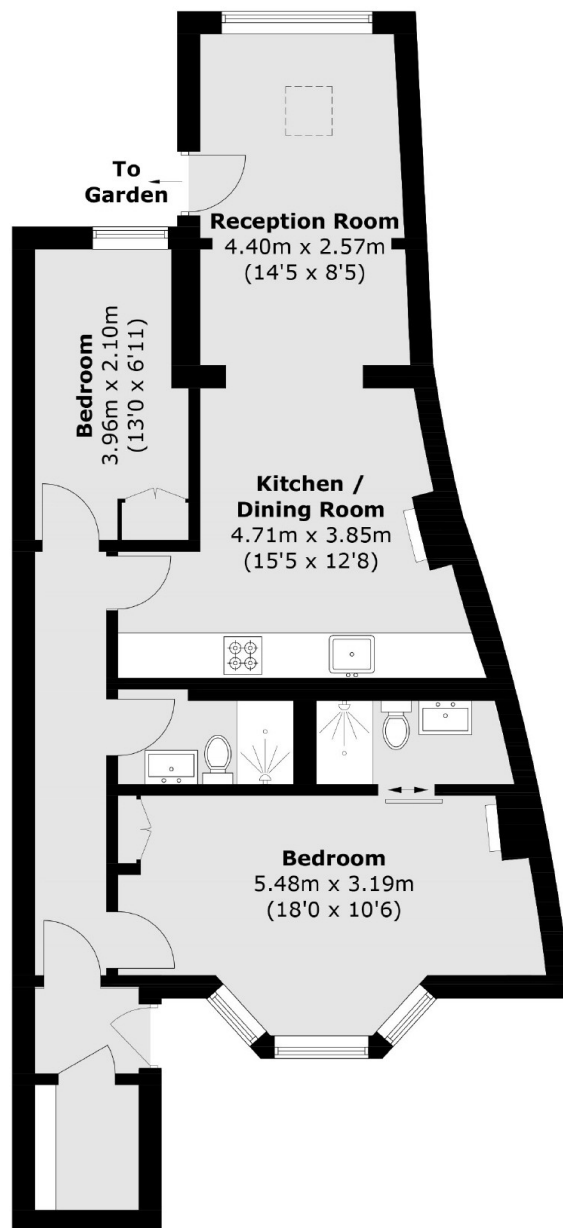 To
Garden
Reception Room
4.40m x 2.57m
(14'5 x 8'5)
Bedroom
3.96m x 2.10m
(13'0 x 6'11)
Kitchen /
Dining Room
4.71m x 3.85m
(15'5 x 12'8)
Bedroom
5.48m x 3.19m
(18'0 x 10'6)